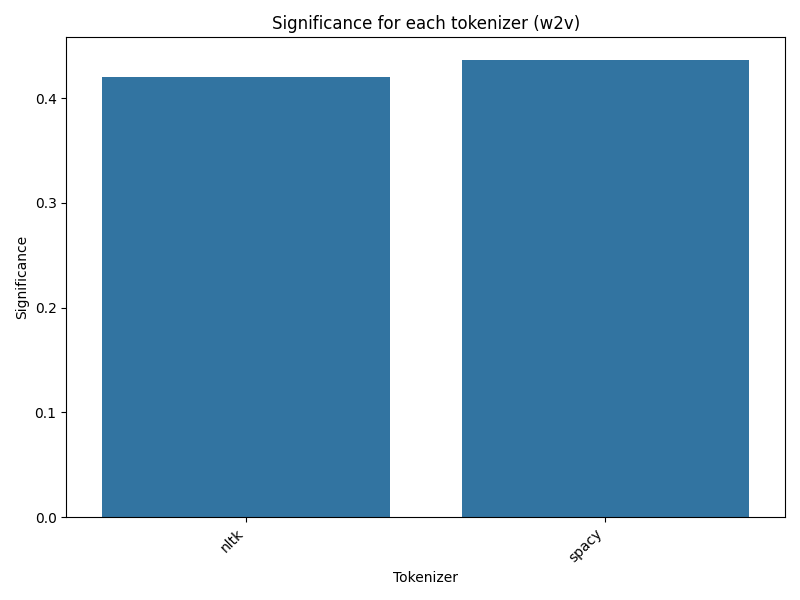 Significance for each tokenizer (w2v)
Significance
0.4
0.3
0.2
0.1
0.0
nltk
spacy
Tokenizer